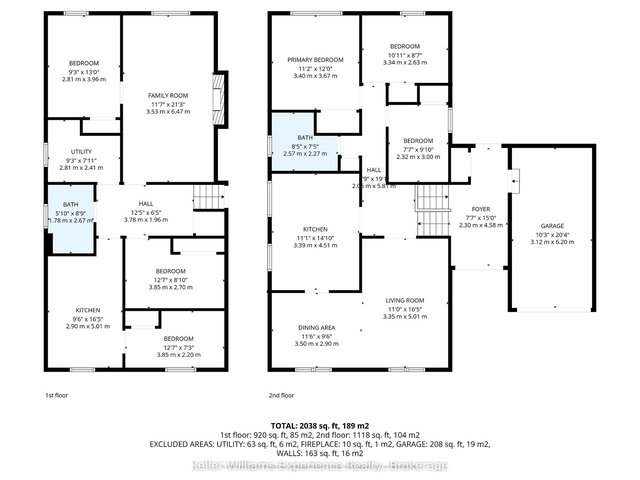 BEDROOM
9'3" x 13'0"
2.81 m x 3.96 m
FAMILY ROOM
11'7" x 21'3"
3.53 m x 6.47 m
UTILITY
9'3" x 7'11"
2.81 m x 2.41 m
BATH
5'10" x 8'9"
1.78 m x 2.67 m
HALL
12'5" x 6'5"
3.78 m x 1.96 m
BEDROOM
12'7" x 8'10"
3.85 m x 2.70 m
KITCHEN
9'6" x 16'5"
2.90 m x 5.01 m
BEDROOM
12'7" x 7'3"
3.85 m x 2.20 m
1st floor
PRIMARY BEDROOM
11'2" x 12'0"
3.40 m x 3.67 m
BEDROOM
10'11" x 8'7"
3.34 m x 2.63 m
BATH
8'5" x 7'5"
2.57 m x 2.27 m
BEDROOM
7'7" x 9'10"
2.32 m x 3.00 m
HALL
m x 5.81 m
KITCHEN
11'1" x 14'10"
3.39 m x 4.51 m
FOYER
7'7" x 15'0"
2.30 m x 4.58 m
GARAGE
10'3" x 20'4"
3.12 m x 6.20 m
LIVING ROOM
11'0" x 16'5"
3.35 m x 5.01 m
DINING AREA
11'6" x 9'6"
3.50 m x 2.90 m
2nd floor
TOTAL: 2038 sq. ft, 189 m2
1st floor: 920 sq. ft, 85 m2, 2nd floor: 1118 sq. ft, 104 m2
EXCLUDED AREAS: UTILITY: 63 sq. ft, 6 m2, FIREPLACE: 10 sq. ft, 1 m2, GARAGE: 208 sq. ft, 19 m2,
WALLS: 163 sq. ft, 16 m2
Keller Williams Experience Realty, Brokerage